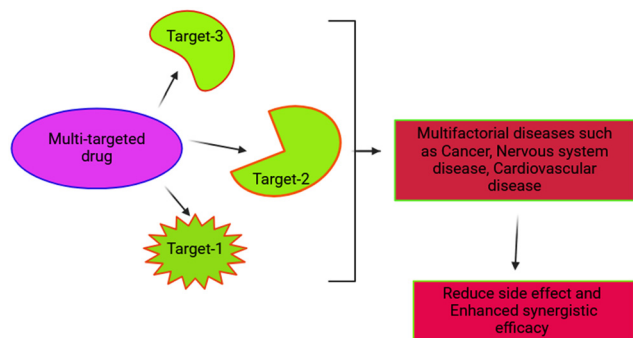 Target-3
Multi-targeted
drug
Target-2
Target-1
Multifactorial diseases such
as Cancer, Nervous system
disease, Cardiovascular
disease
Reduce side effect and
Enhanced synergistic
efficacy